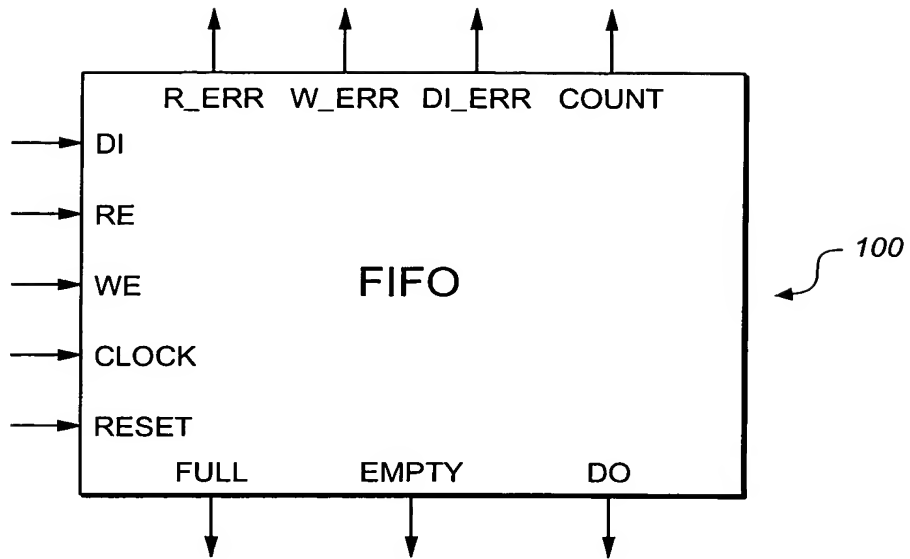 R_ERR W_ERR DI_ERR COUNT
DI
RE
WE
FIFO
100
CLOCK
RESET
FULL EMPTY DO